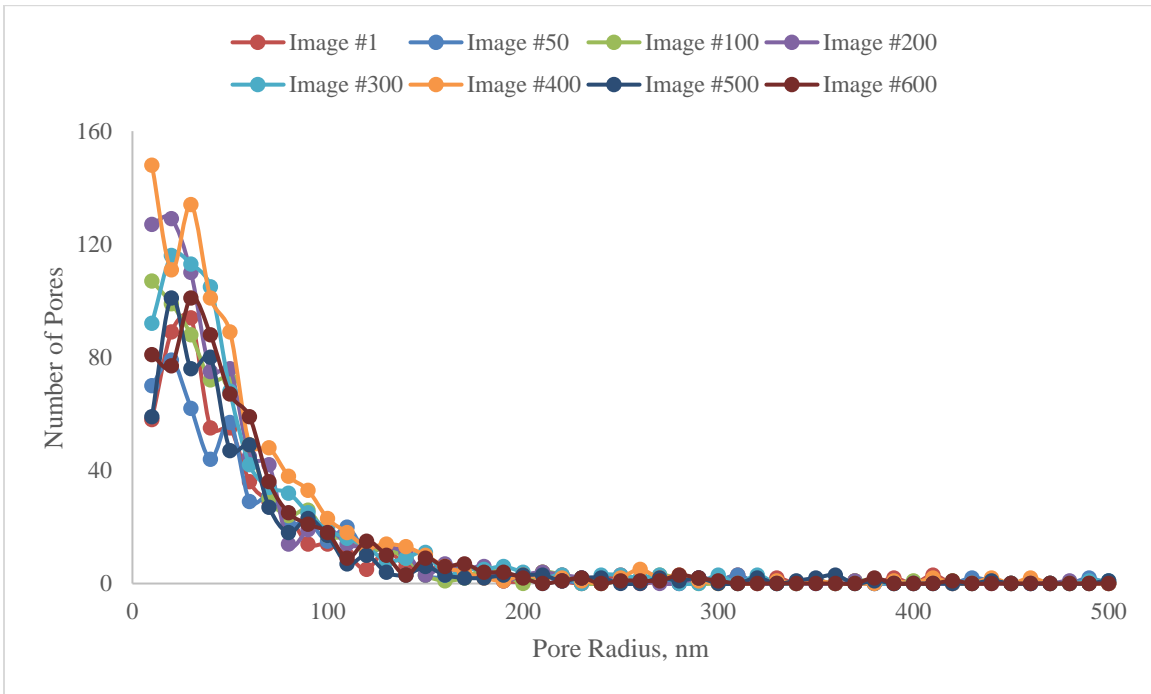 Image #1 Image #50 Image #100 Image #200
Image #300 Image #400 Image #500 Image #600
160
120
80
40
0
0 100 200 300 400 500
Number of Pores
Pore Radius, nm